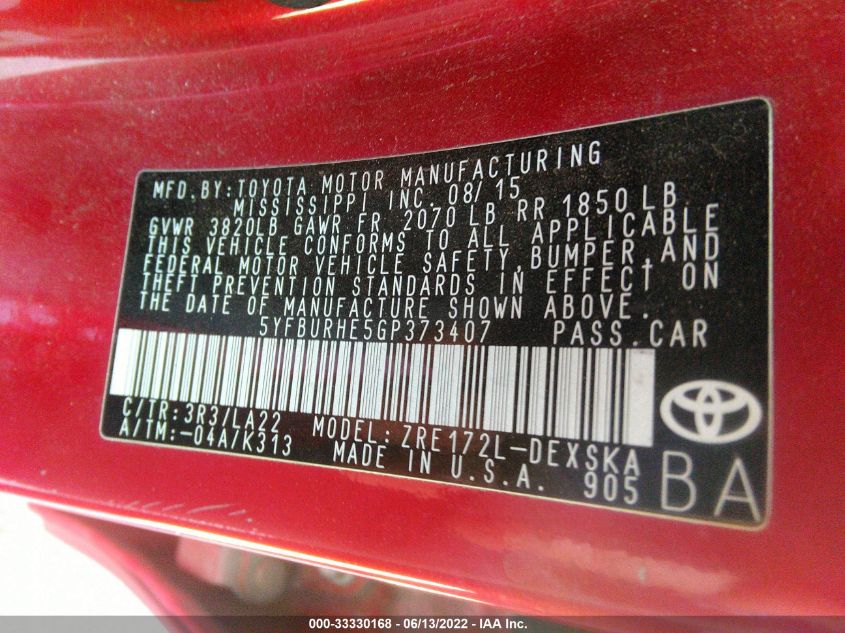 MFD.BY:TOYOTA MOTOR MANUFACTURING
MISSISSIPPI INC. 08/15
GVWR 3820LB GAWR FR 2070 LB RR 1850 LB
THIS VEHICLE CONFORMS TO ALL APPLICABLE
FEDERAL MOTOR VEHICLE SAFETY,BUMPER,AND
THEFT PREVENTION STANDARDS IN EFFECT ON
THE DATE OF MANUFACTURE SHOWN ABOVE.
5YFBURHE5GP373407 PASS.CAR
C/TR:3R3/LA22 MODEL:ZRE172L-DEXSKA
A/TM:-04A/K313 MADE IN U.S.A. 905
BA
000-33330168 - 06/13/2022 - IAA Inc.